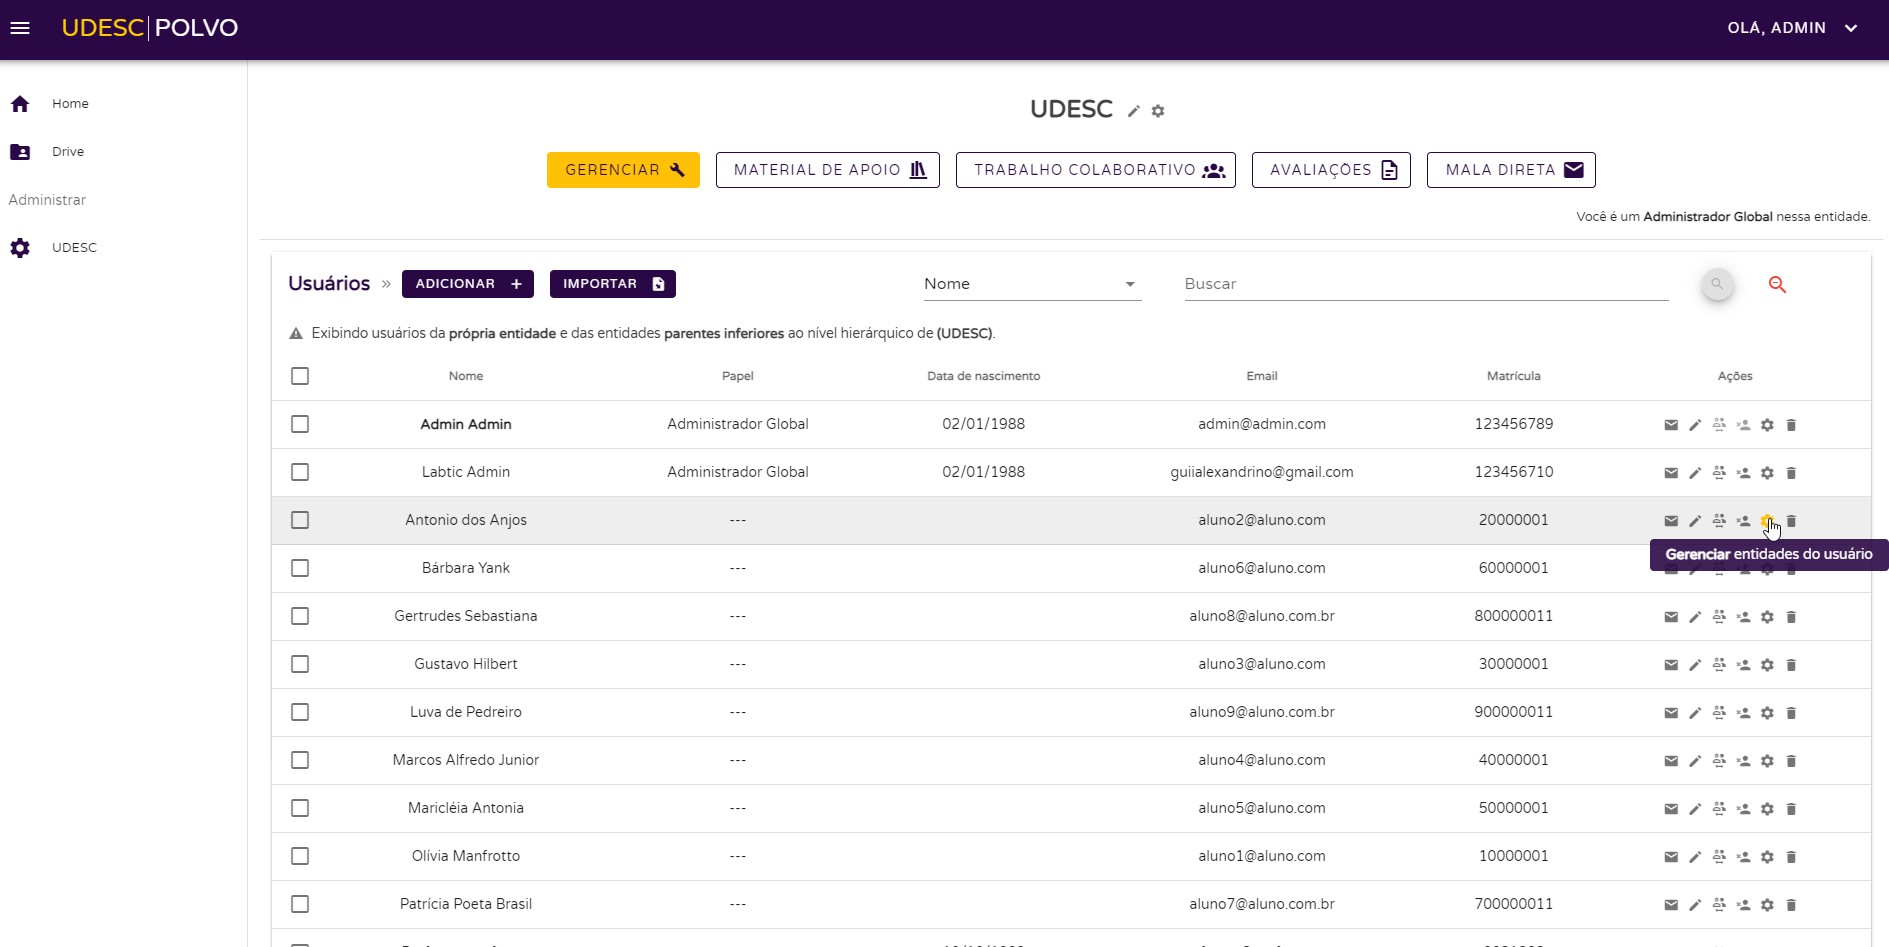 UDESC|POLVO
OLÁ, ADMIN
Home
Drive
Administrar
UDESC
UDESC
GERENCIAR
MATERIAL DE APOIO
TRABALHO COLABORATIVO
AVALIAÇÕES
MALA DIRETA
Você é um Administrador Global nessa entidade.
Usuários » ADICIONAR + IMPORTAR
Nome
Buscar
Exibindo usuários da própria entidade e das entidades parentes inferiores ao nível hierárquico de (UDESC).
Nome Papel Data de nascimento Email Matrícula Ações
Admin Admin Administrador Global 02/01/1988 admin@admin.com 123456789
Labtic Admin Administrador Global 02/01/1988 guiialexandrino@gmail.com 123456710
Antonio dos Anjos --- aluno2@aluno.com 20000001
Gerenciar entidades do usuário
Bárbara Yank --- aluno6@aluno.com 60000001
Gertrudes Sebastiana --- aluno8@aluno.com.br 800000011
Gustavo Hilbert --- aluno3@aluno.com 30000001
Luva de Pedreiro --- aluno9@aluno.com.br 900000011
Marcos Alfredo Junior --- aluno4@aluno.com 40000001
Maricléia Antonia --- aluno5@aluno.com 50000001
Olívia Manfrotto --- aluno1@aluno.com 10000001
Patrícia Poeta Brasil --- aluno7@aluno.com.br 700000011